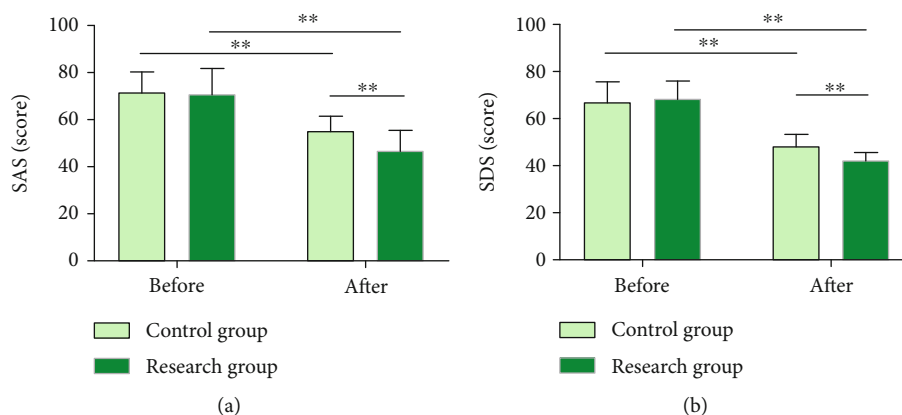 100
80
60
40
20
0
SAS (score)
**
**
**
Before
After
Control group
Research group
(a)
100
80
60
40
20
0
SDS (score)
**
**
**
Before
After
Control group
Research group
(b)